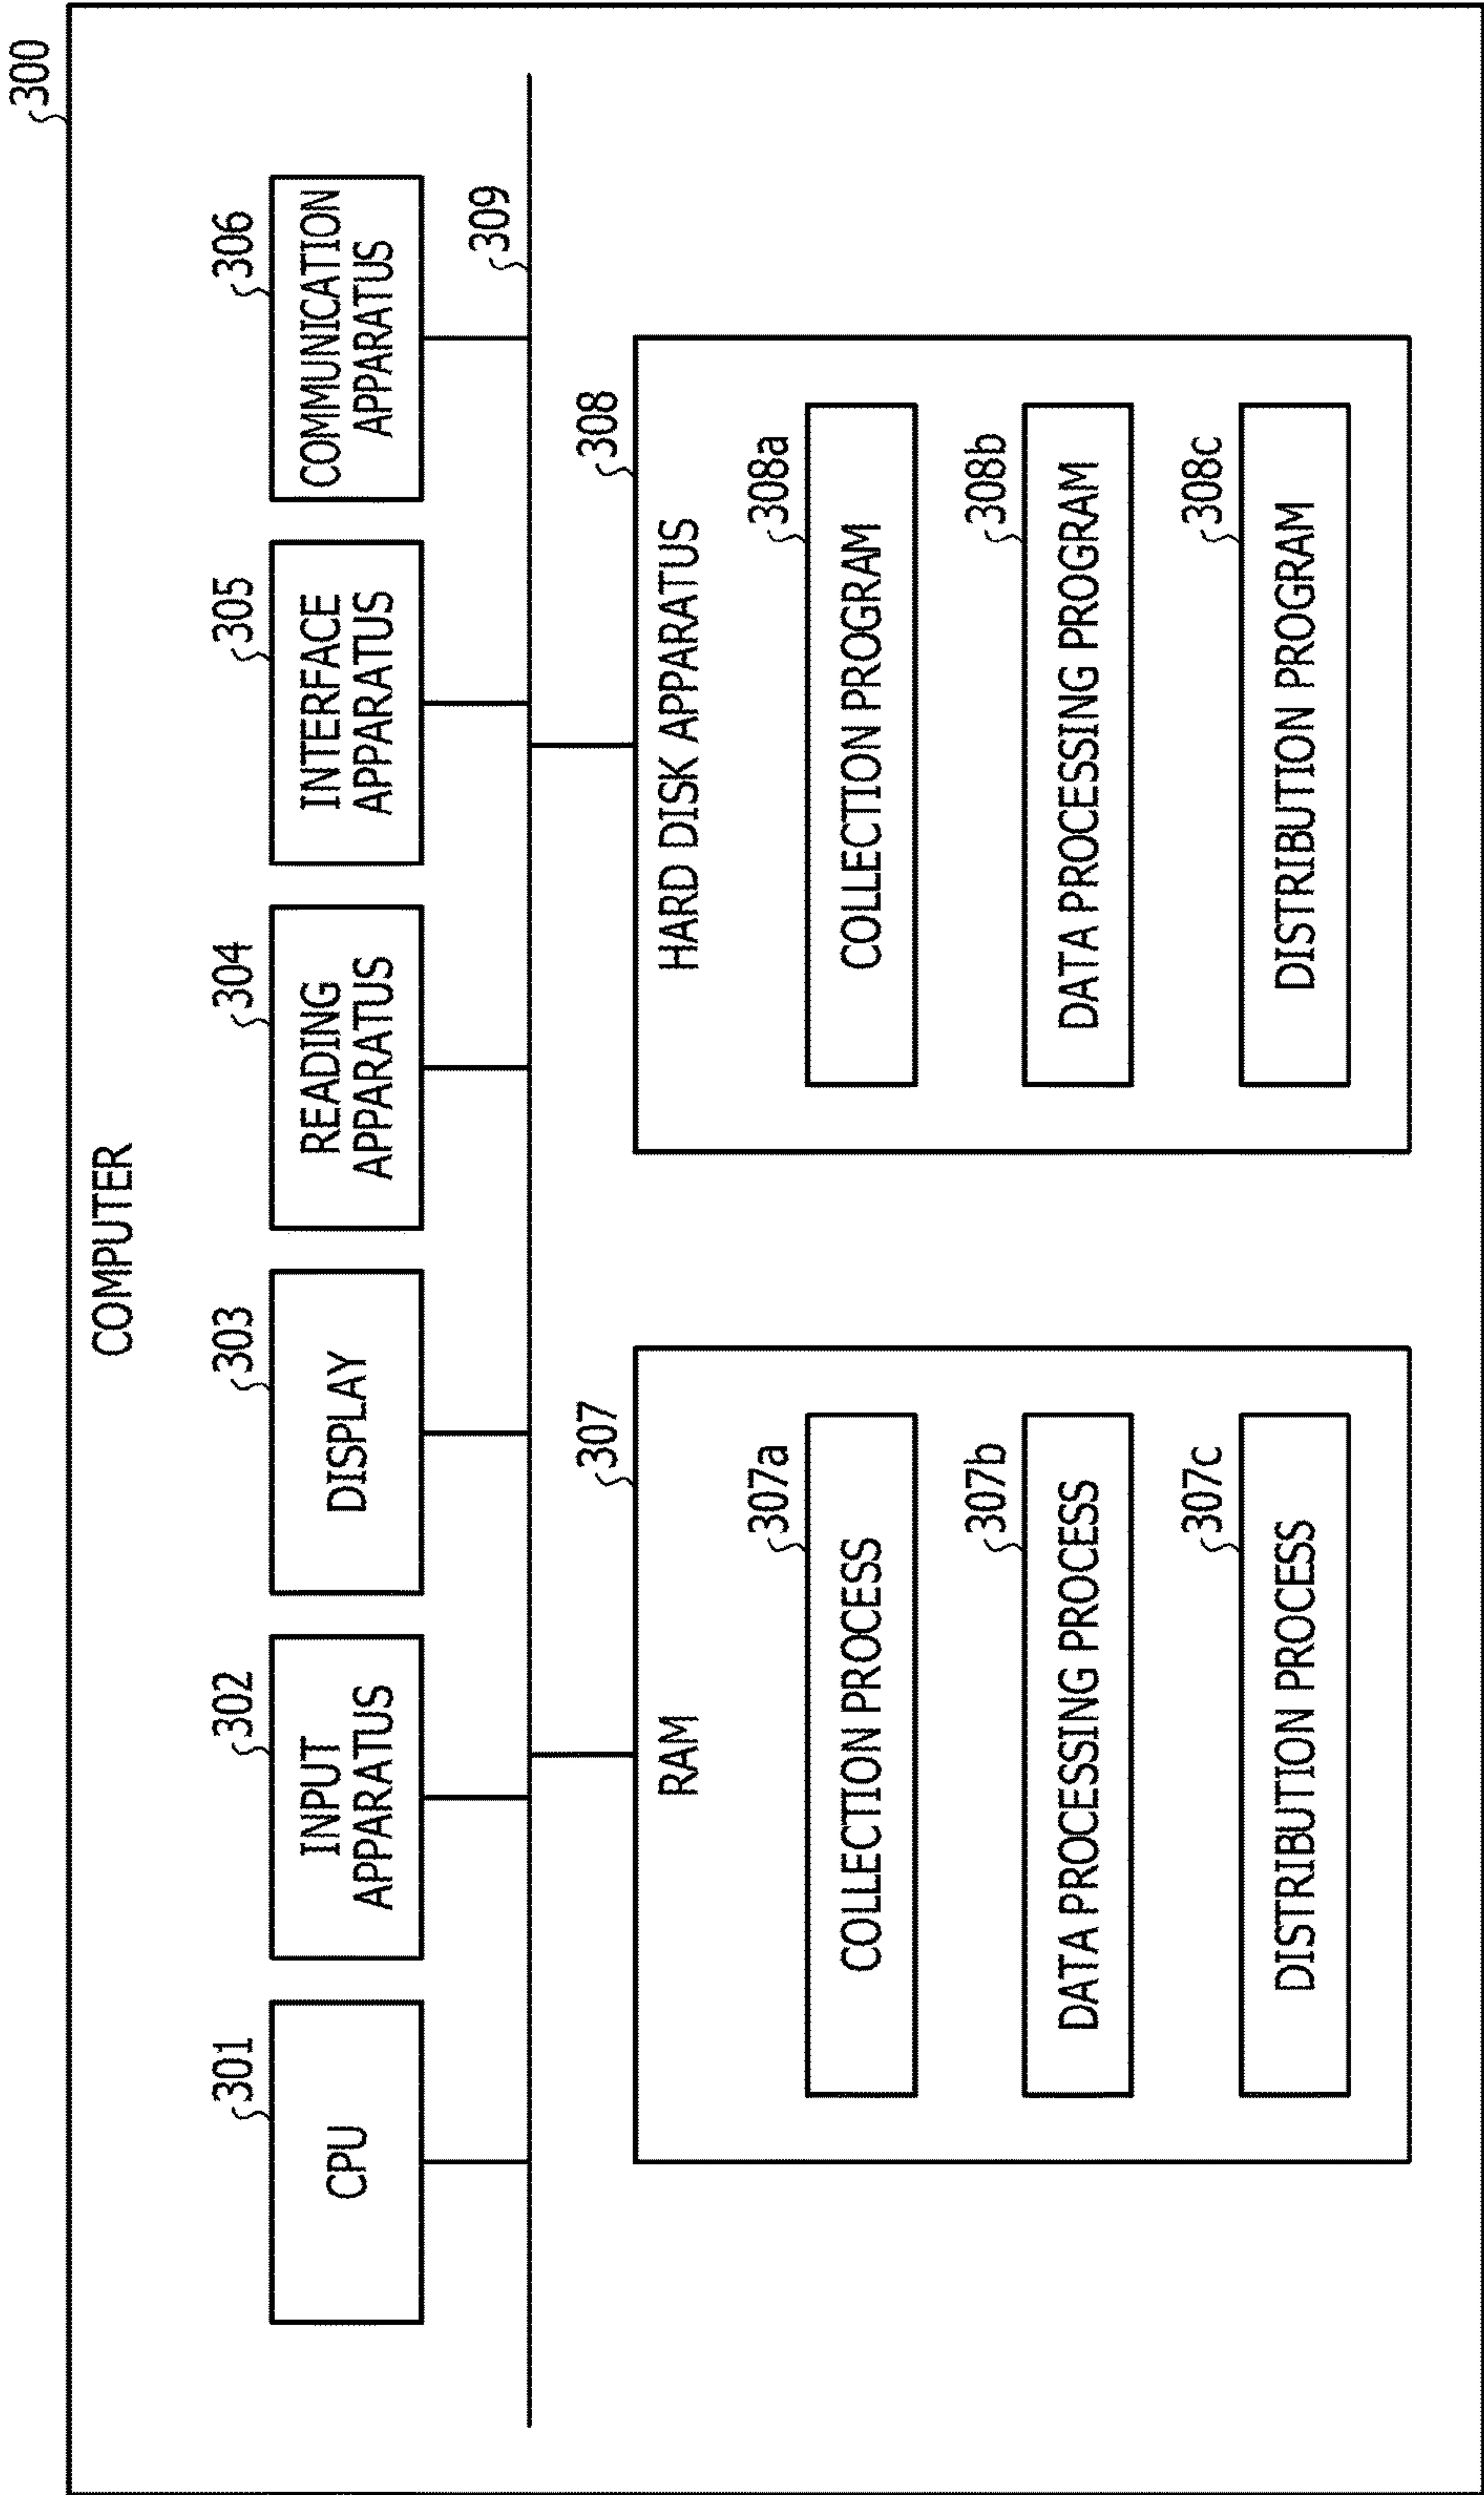 300
COMPUTER
301
CPU
302
INPUT
APPARATUS
303
DISPLAY
304
READING
APPARATUS
305
INTERFACE
APPARATUS
306
COMMUNICATION
APPARATUS
309
307
RAM
307a
COLLECTION PROCESS
307b
DATA PROCESSING PROCESS
307c
DISTRIBUTION PROCESS
308
HARD DISK APPARATUS
308a
COLLECTION PROGRAM
308b
DATA PROCESSING PROGRAM
308c
DISTRIBUTION PROGRAM